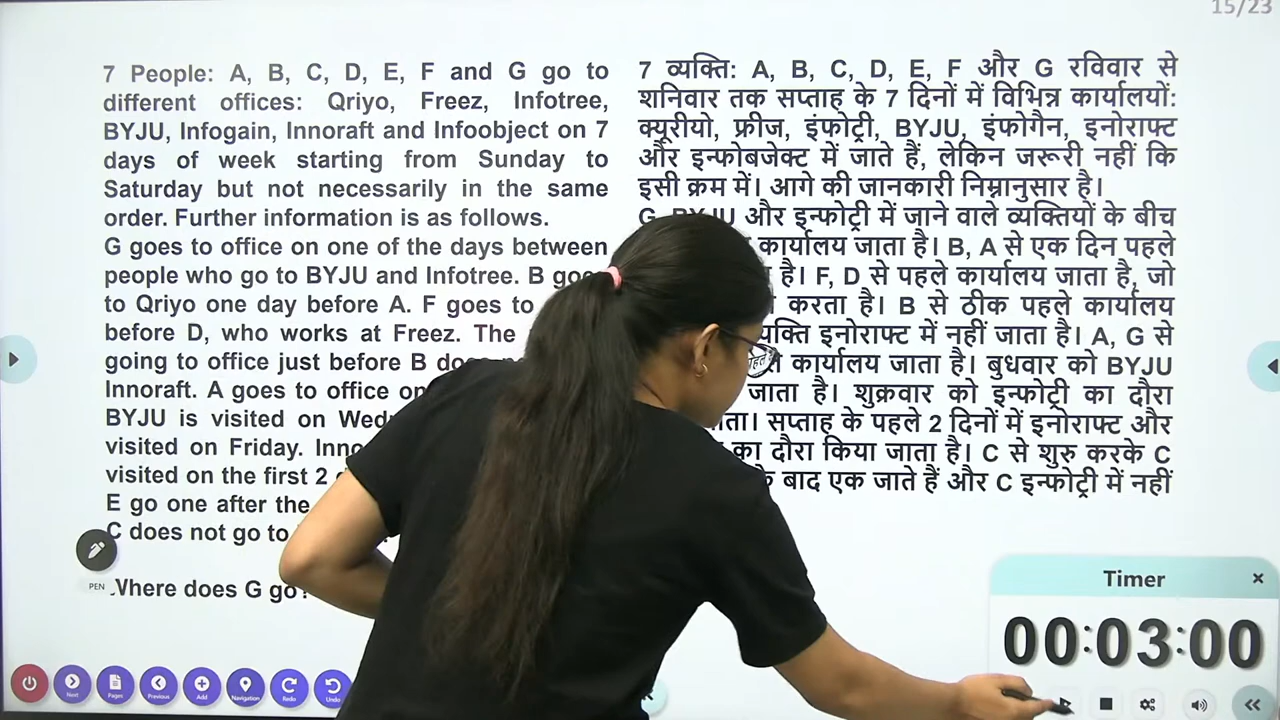 15/23
7 People: A, B, C, D, E, F and G go to
different offices: Qriyo, Freez, Infotree,
BYJU, Infogain, Innoraft and Infoobject on 7
days of week starting from Sunday to
Saturday but not necessarily in the same
order. Further information is as follows.
G goes to office on one of the days between
people who go to BYJU and Infotree. B
to Qriyo one day before A. F goes to
before D, who works at Freez. The
going to office just before B
Innoraft. A goes to office
BYJU is visited on
visited on Friday.
visited on the first 2
E go one after the
C does not go to
Where does G go?
7 व्यक्ति: A, B, C, D, E, F और G रविवार से
शनिवार तक सप्ताह के 7 दिनों में विभिन्न कार्यालयों:
क्यूरीयो, फ्रीज, इंफोट्री, BYJU, इंफोगैन, इनोराफ्ट
और इन्फोबजेक्ट में जाते हैं, लेकिन जरूरी नहीं कि
इसी क्रम में। आगे की जानकारी निम्नानुसार है।
G, BYJU और इन्फोट्री में जाने वाले व्यक्तियों के बीच
कार्यालय जाता है। B, A से एक दिन पहले
है। F, D से पहले कार्यालय जाता है, जो
करता है। B से ठीक पहले कार्यालय
इनोराफ्ट में नहीं जाता है। A, G से
कार्यालय जाता है। बुधवार को BYJU
जाता है। शुक्रवार को इन्फोट्री का दौरा
सप्ताह के पहले 2 दिनों में इनोराफ्ट और
का दौरा किया जाता है। C से शुरु करके C
बाद एक जाते हैं और C इन्फोट्री में नहीं
PEN
Timer
00:03:00
Next
Pages
Previous
Add
Navigation
Redo
Undo